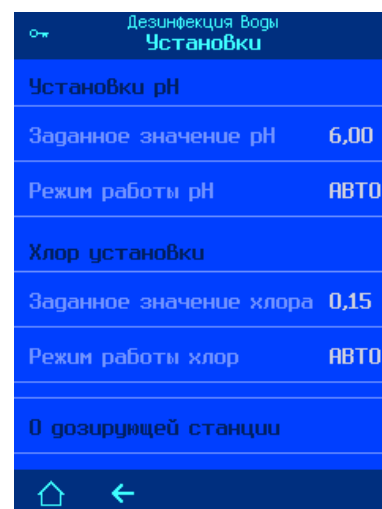 Дезинфекция Воды
Установки
Установки pH
Заданное значение pH 6,00
Режим работы pH АВТО
Хлор установки
Заданное значение хлора 0,15
Режим работы хлор АВТО
О дозирующей станции